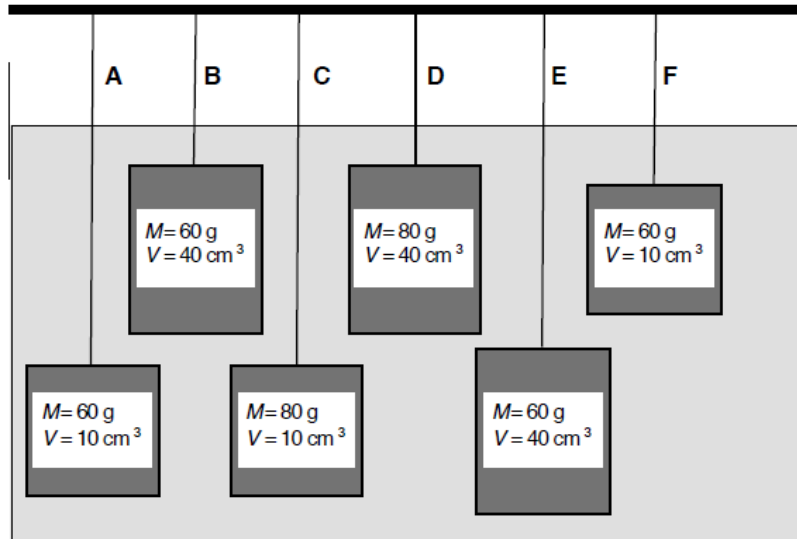 A B C D E F
M = 60 g
V = 40 cm³
M = 80 g
V = 40 cm³
M = 60 g
V = 10 cm³
M = 60 g
V = 10 cm³
M = 80 g
V = 10 cm³
M = 60 g
V = 40 cm³